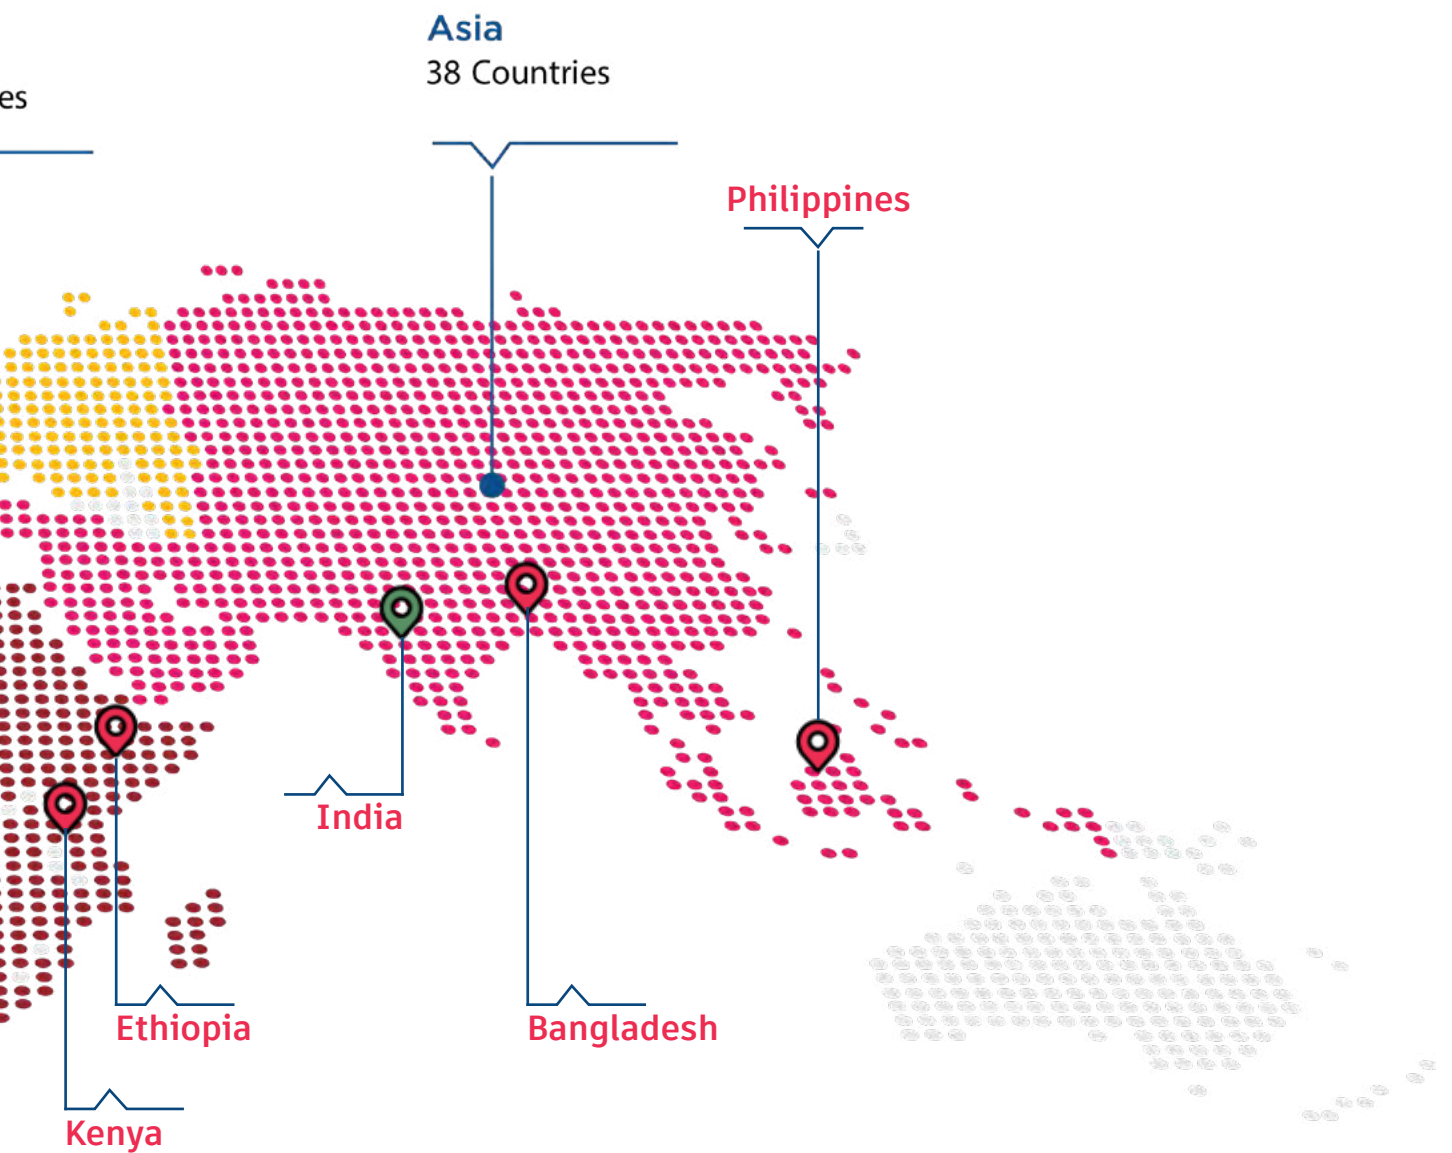 Asia
38 Countries
es
Philippines
India
Ethiopia
Bangladesh
Kenya